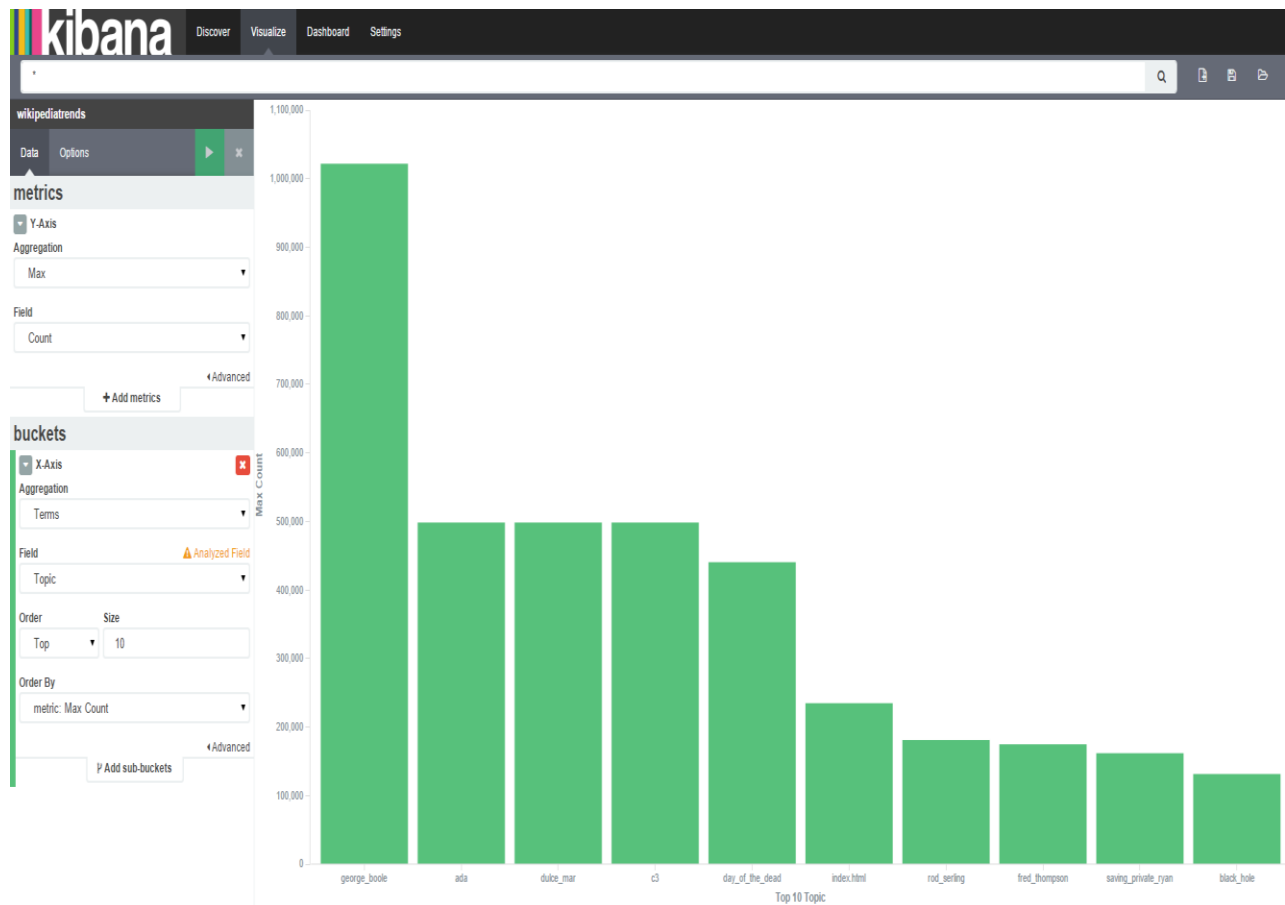 kibana Discover Visualize Dashboard Settings
*
wikipediatrends
Data Options
metrics
Y-Axis
Aggregation
Max
Field
Count
Advanced
+ Add metrics
buckets
X-Axis
Aggregation
Terms
Field Analyzed Field
Topic
Order Size
Top 10
Order By
metric: Max Count
Advanced
Add sub-buckets
1,100,000
1,000,000
900,000
800,000
700,000
600,000
500,000
400,000
300,000
200,000
100,000
0
Max Count
george_boole ada dulce_mar c3 day_of_the_dead index.html rod_serling fred_thompson saving_private_ryan black_hole
Top 10 Topic